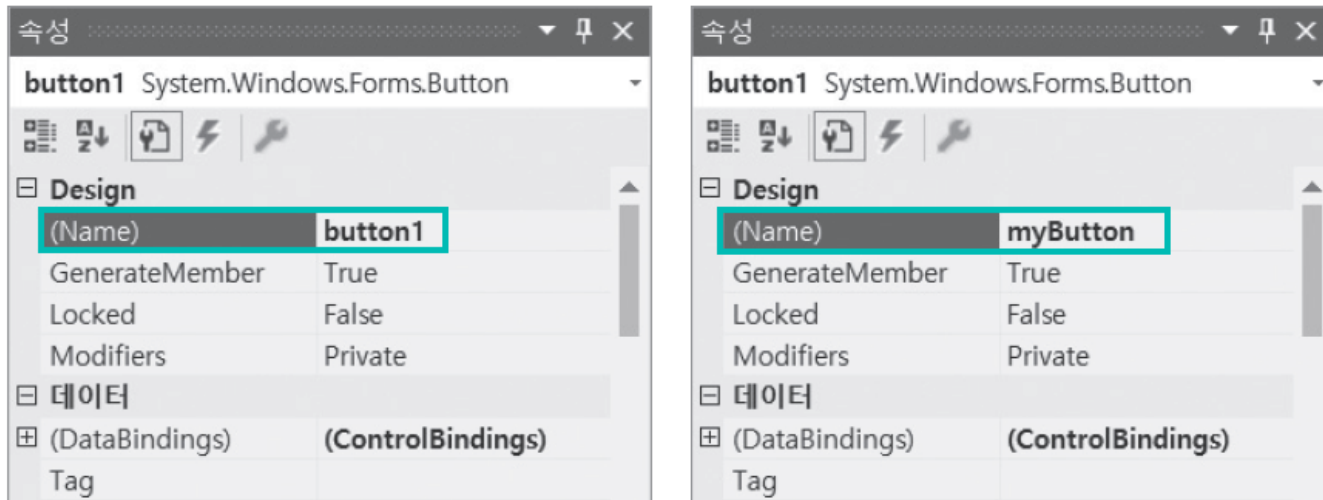 속성
button1 System.Windows.Forms.Button
Design
(Name) button1
GenerateMember True
Locked False
Modifiers Private
데이터
(DataBindings) (ControlBindings)
Tag
속성
button1 System.Windows.Forms.Button
Design
(Name) myButton
GenerateMember True
Locked False
Modifiers Private
데이터
(DataBindings) (ControlBindings)
Tag